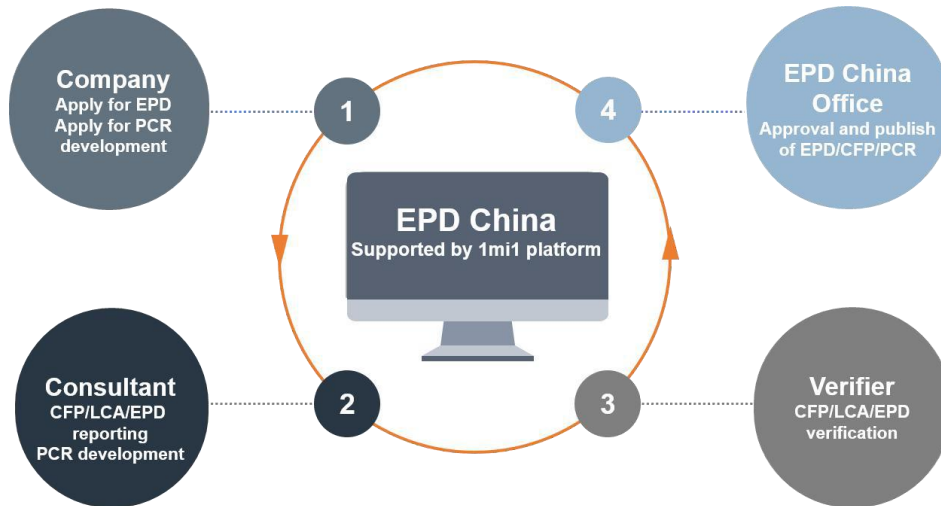 Company
Apply for EPD
Apply for PCR
development
1
4
EPD China
Office
Approval and publish
of EPD/CFP/PCR
EPD China
Supported by 1mi1 platform
Consultant
CFP/LCA/EPD
reporting
PCR development
2
3
Verifier
CFP/LCA/EPD
verification